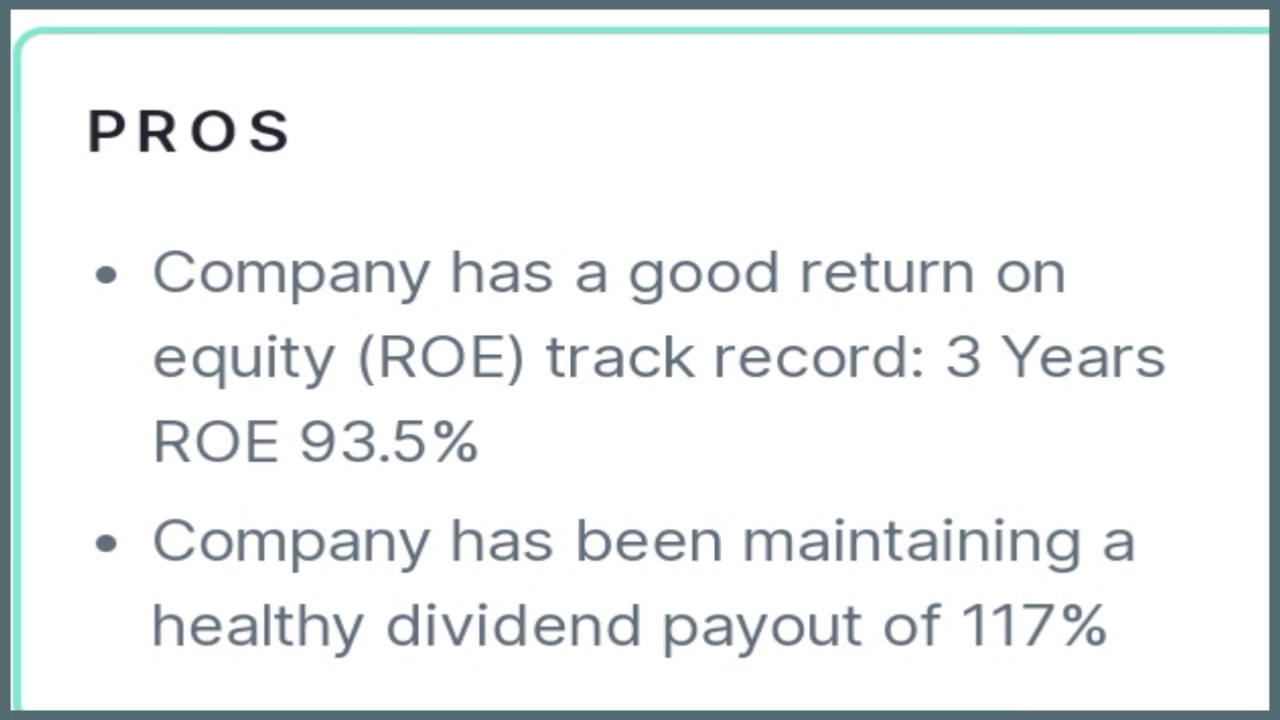 PROS
• Company has a good return on
equity (ROE) track record: 3 Years
ROE 93.5%
• Company has been maintaining a
healthy dividend payout of 117%